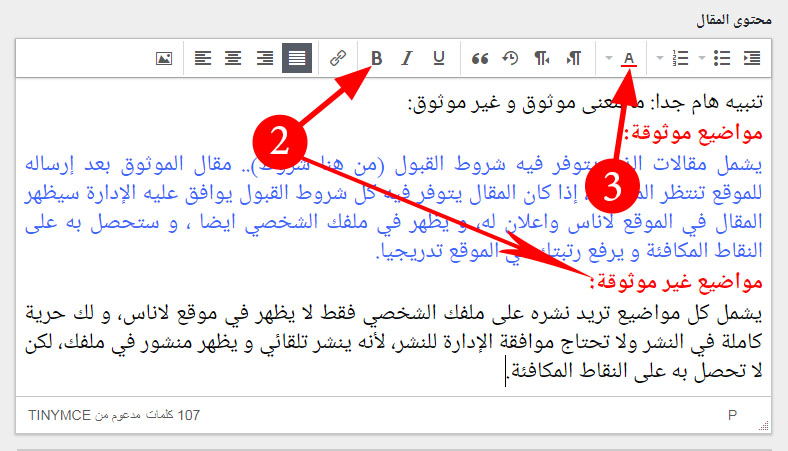 محتوى المقال
B I U A
تنبيه هام جدا: معنى موثوق و غير موثوق:
مواضيع موثوقة:
2
3
يشمل مقالات يتوفر فيه شروط القبول (من هنا).. مقال الموثوق بعد إرساله
للموقع تنتظر إذا كان المقال يتوفر فيه كل شروط القبول يوافق عليه الإدارة سيظهر
المقال في الموقع لاناس واعلان له، و يظهر في ملفك الشخصي ايضا ، و ستحصل به على
النقاط المكافئة و يرفع رتبتك في الموقع تدريجيا.
مواضيع غير موثوقة:
يشمل كل مواضيع تريد نشره على ملفك الشخصي فقط لا يظهر في موقع لاناس، و لك حرية
كاملة في النشر ولا تحتاج موافقة الإدارة للنشر، لأنه ينشر تلقائي و يظهر منشور في ملفك، لكن
لا تحصل به على النقاط المكافئة.
P
107 كلمات مدعوم من TINYMCE